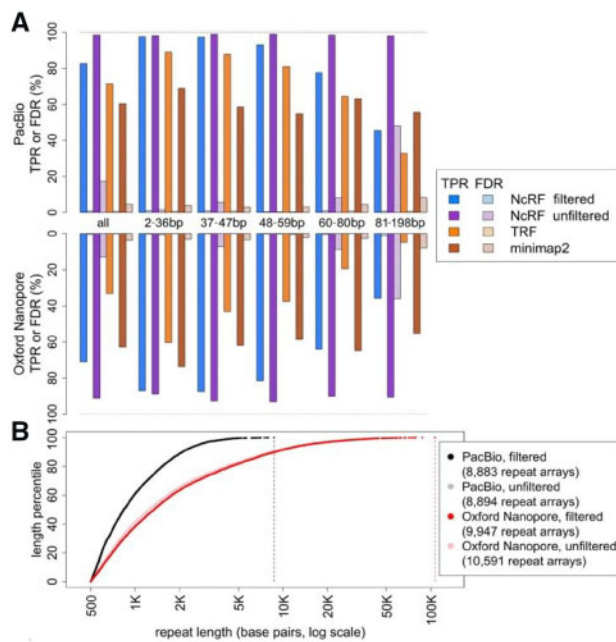 A
PacBio
TPR or FDR (%)
100
80
60
40
20
0
all 2-36bp 37-47bp 48-59bp 60-80bp 81-198bp
Oxford Nanopore
TPR or FDR (%)
0
20
40
60
80
100
TPR FDR
NcRF filtered
NcRF unfiltered
TRF
minimap2
B
length percentile
100
80
60
40
20
0
500 1K 2K 5K 10K 20K 50K 100K
repeat length (base pairs, log scale)
PacBio, filtered
(8,883 repeat arrays)
PacBio, unfiltered
(8,894 repeat arrays)
Oxford Nanopore, filtered
(9,947 repeat arrays)
Oxford Nanopore, unfiltered
(10,591 repeat arrays)